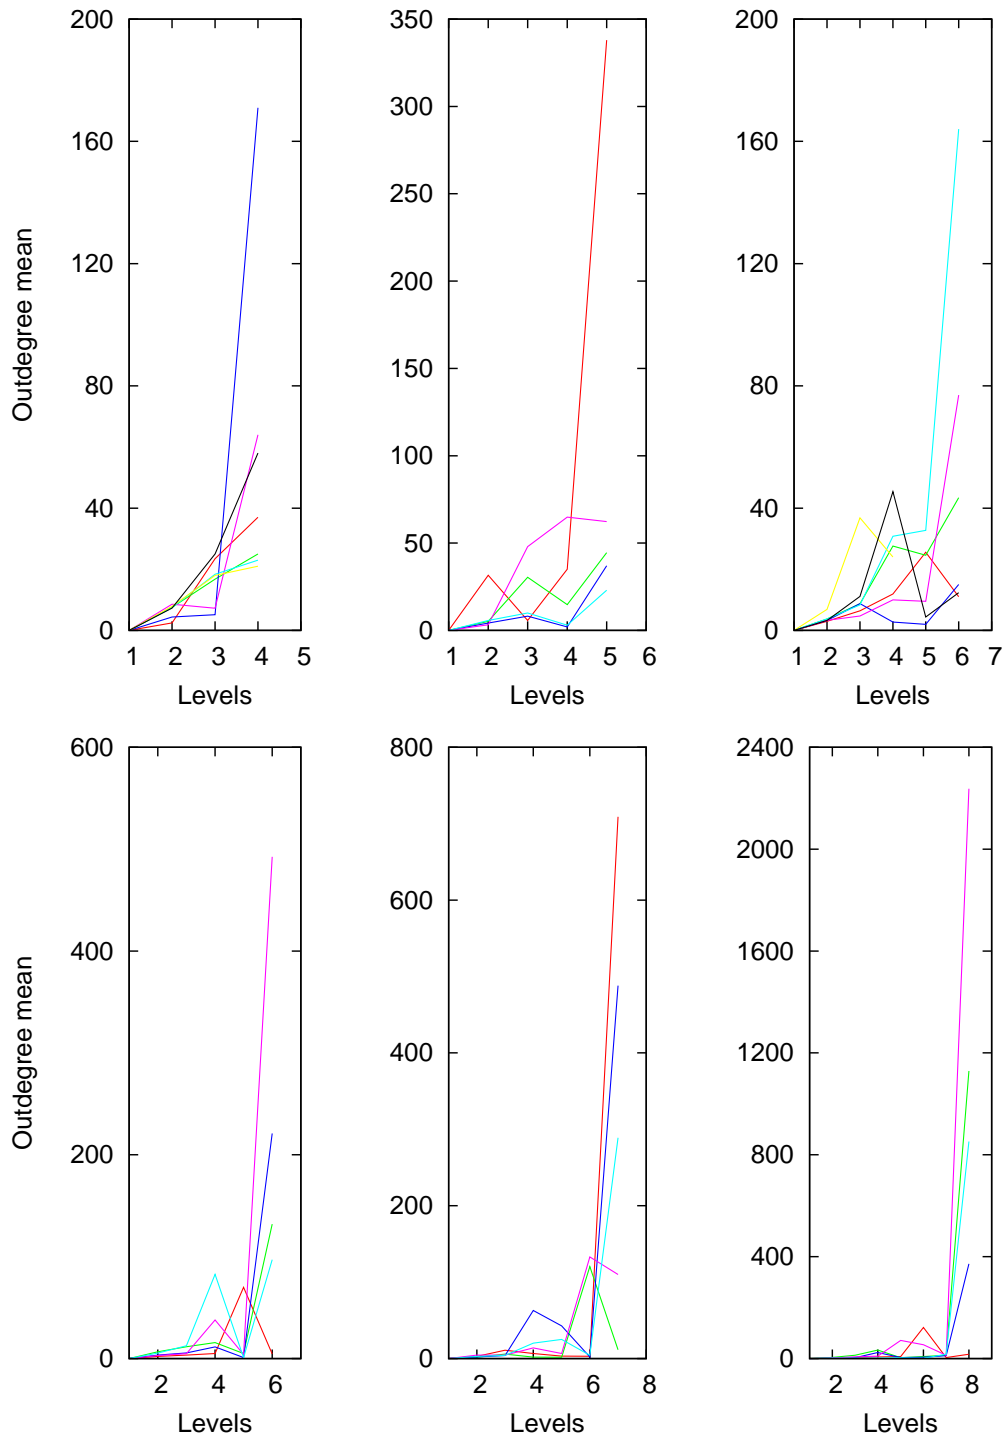 200 350 200
160 300 160
250
120 200 120
Outdegree mean
80 150 80
100
40 50 40
0 0 0
1 2 3 4 5 1 2 3 4 5 6 1 2 3 4 5 6 7
Levels Levels Levels
600 800 2400
2000
600
400 1600
Outdegree mean
400 1200
200 800
200
400
0 0 0
2 4 6 2 4 6 8 2 4 6 8
Levels Levels Levels